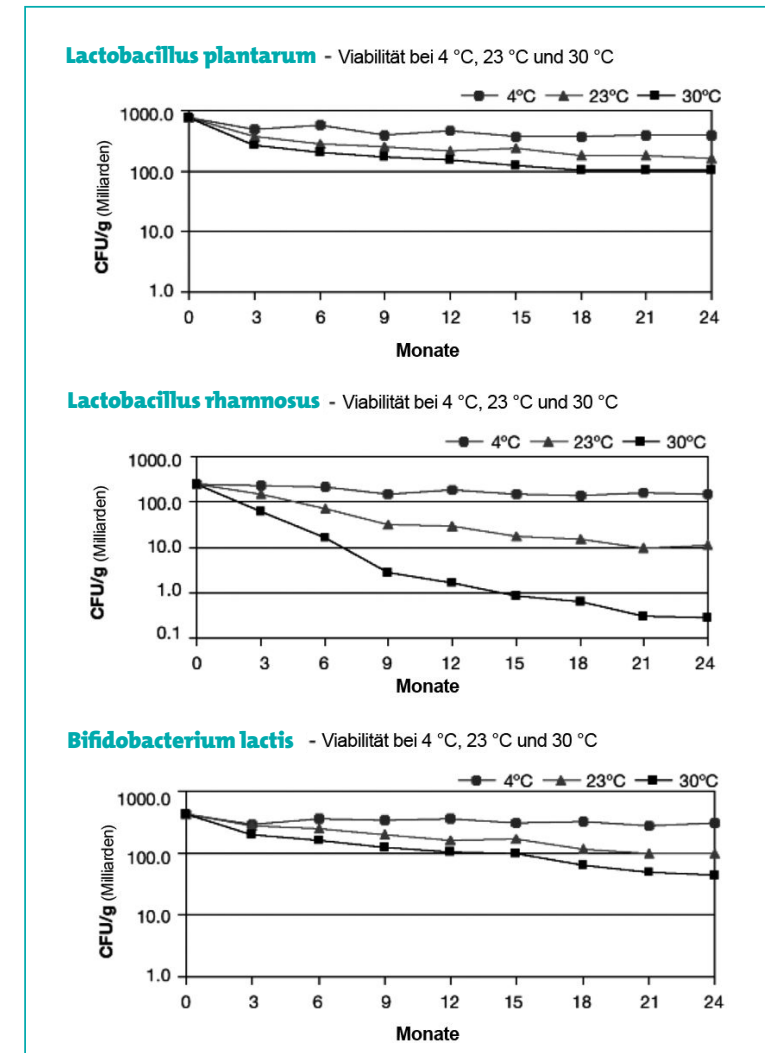 Lactobacillus plantarum - Viabilität bei 4 °C, 23 °C und 30 °C
4ºC 23ºC 30ºC
CFU/g (Milliarden)
1000.0
100.0
10.0
1.0
0 3 6 9 12 15 18 21 24
Monate
Lactobacillus rhamnosus - Viabilität bei 4 °C, 23 °C und 30 °C
4ºC 23ºC 30ºC
CFU/g (Milliarden)
1000.0
100.0
10.0
1.0
0.1
0 3 6 9 12 15 18 21 24
Monate
Bifidobacterium lactis - Viabilität bei 4 °C, 23 °C und 30 °C
4ºC 23ºC 30ºC
CFU/g (Milliarden)
1000.0
100.0
10.0
1.0
0 3 6 9 12 15 18 21 24
Monate